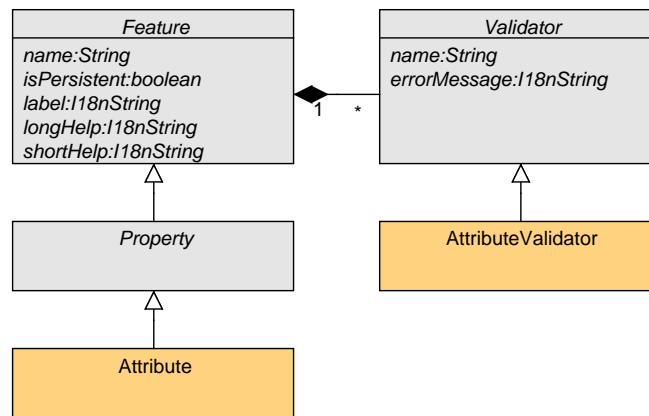 Feature
name:String
isPersistent:boolean
label:I18nString
longHelp:I18nString
shortHelp:I18nString
1
*
Validator
name:String
errorMessage:I18nString
Property
AttributeValidator
Attribute